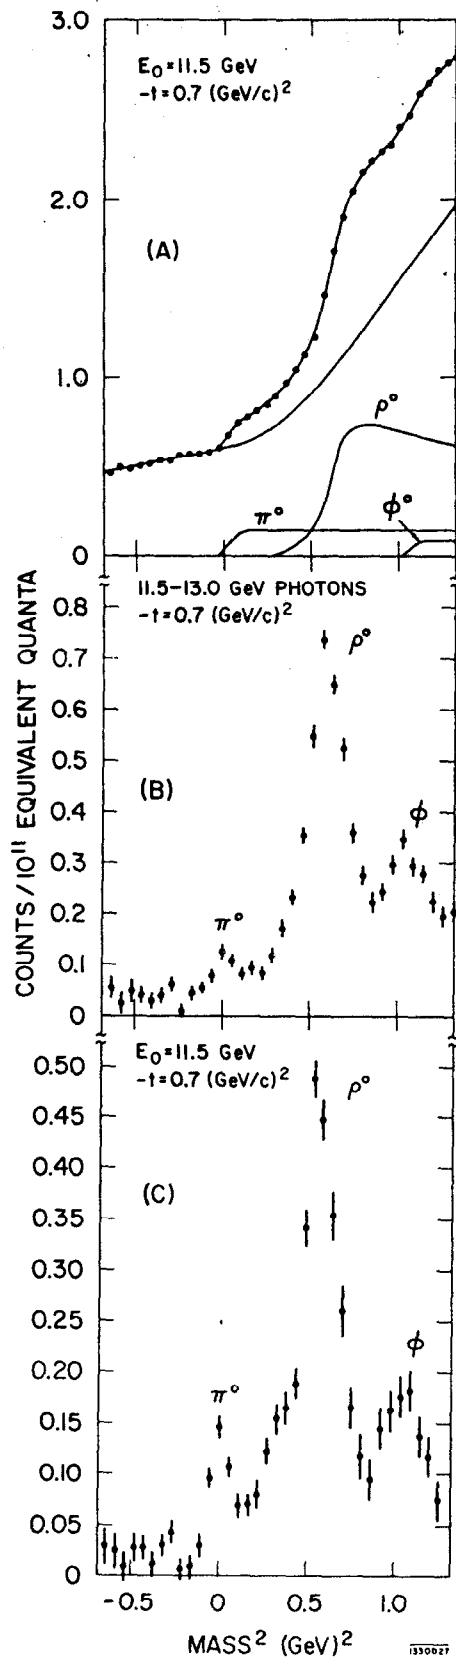 3.0
E₀=11.5 GeV
-t=0.7 (GeV/c)²
2.0
(A)
1.0
ρ°
π°
φ°
0
11.5-13.0 GeV PHOTONS
-t=0.7 (GeV/c)²
0.8
ρ°
0.7
0.6
0.5
(B)
0.4
φ
0.3
0.2
π°
0.1
0
COUNTS/10¹¹ EQUIVALENT QUANTA
E₀=11.5 GeV
-t=0.7 (GeV/c)²
0.50
ρ°
0.45
0.40
(C)
0.35
0.30
0.25
0.20
φ
π°
0.15
0.10
0.05
0
-0.5 0 0.5 1.0
MASS² (GeV)²
1330B27